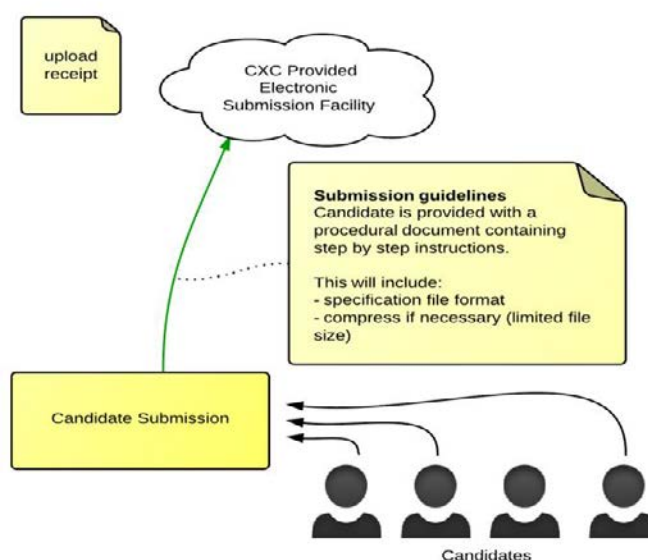 upload
receipt
CXC Provided
Electronic
Submission Facility
Submission guidelines
Candidate is provided with a
procedural document containing
step by step instructions.
This will include:
- specification file format
- compress if necessary (limited file
size)
Candidate Submission
Candidates